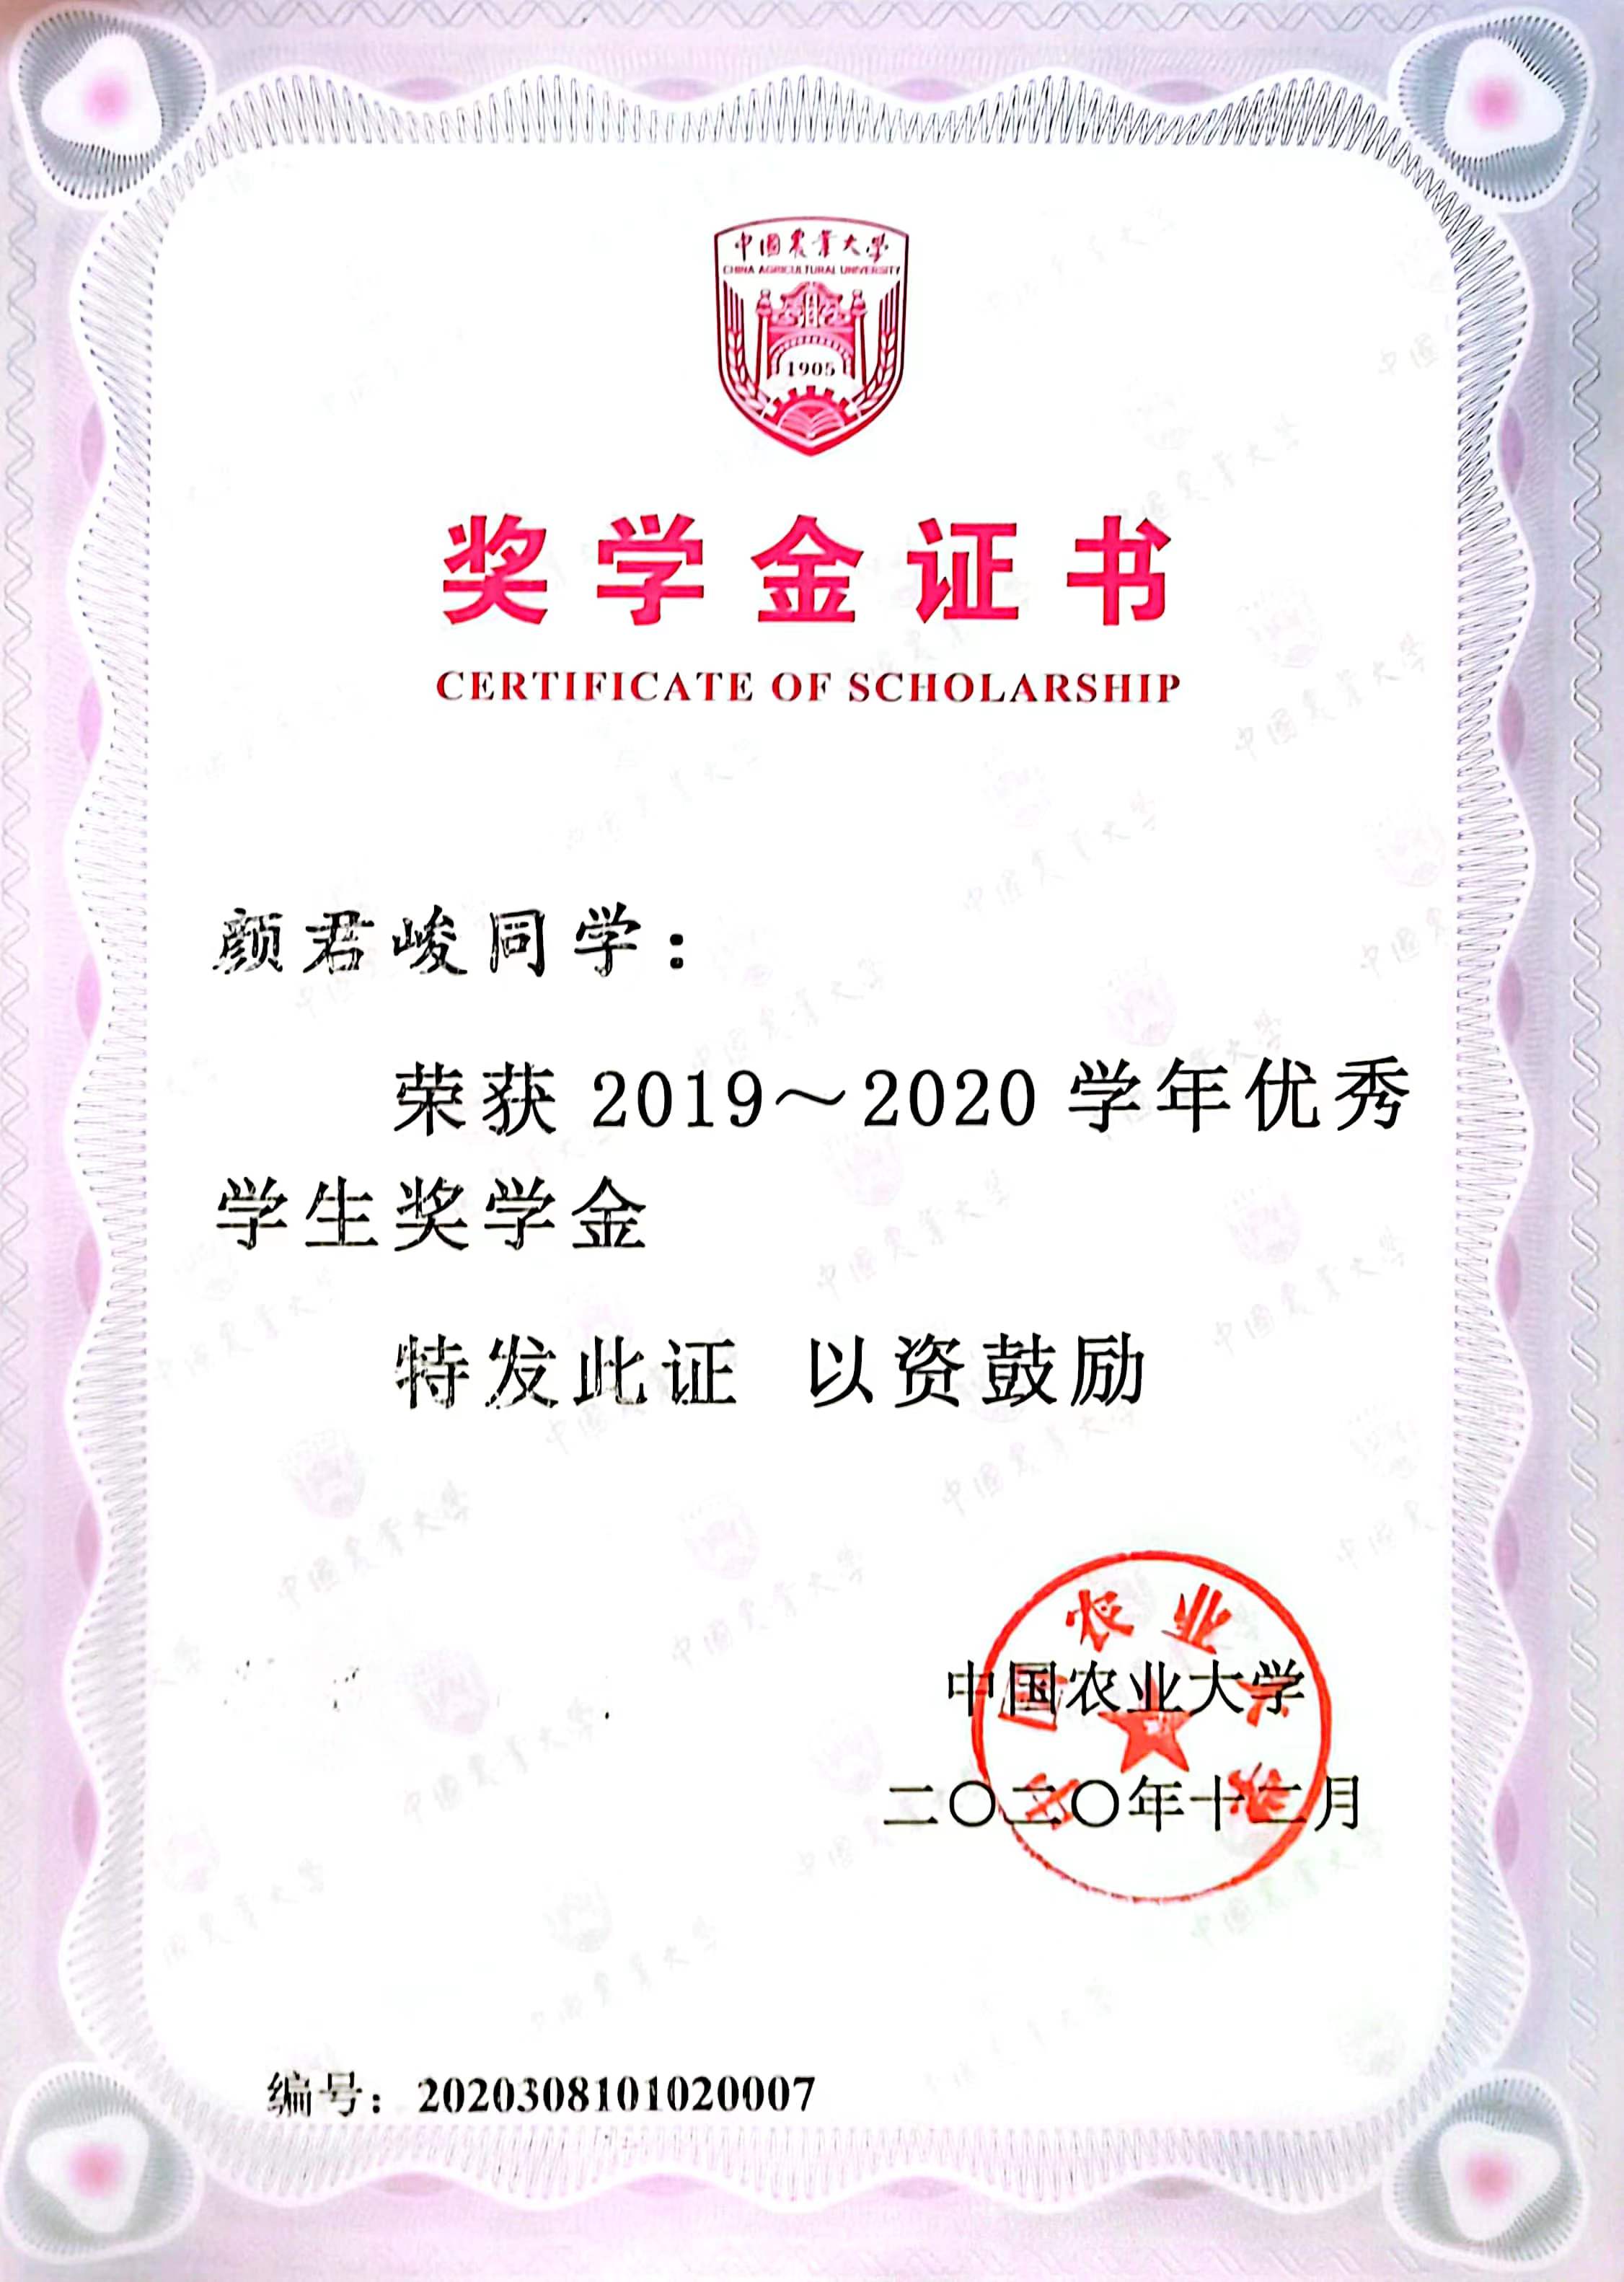 中國农业大学
CHINA AGRICULTURAL UNIVERSITY
1905
奖学金证书
CERTIFICATE OF SCHOLARSHIP
颜君峻同学：
荣获 2019～2020 学年优秀
学生奖学金
特发此证 以资鼓励
中国农业大学
二〇二〇年十二月
编号：2020308101020007